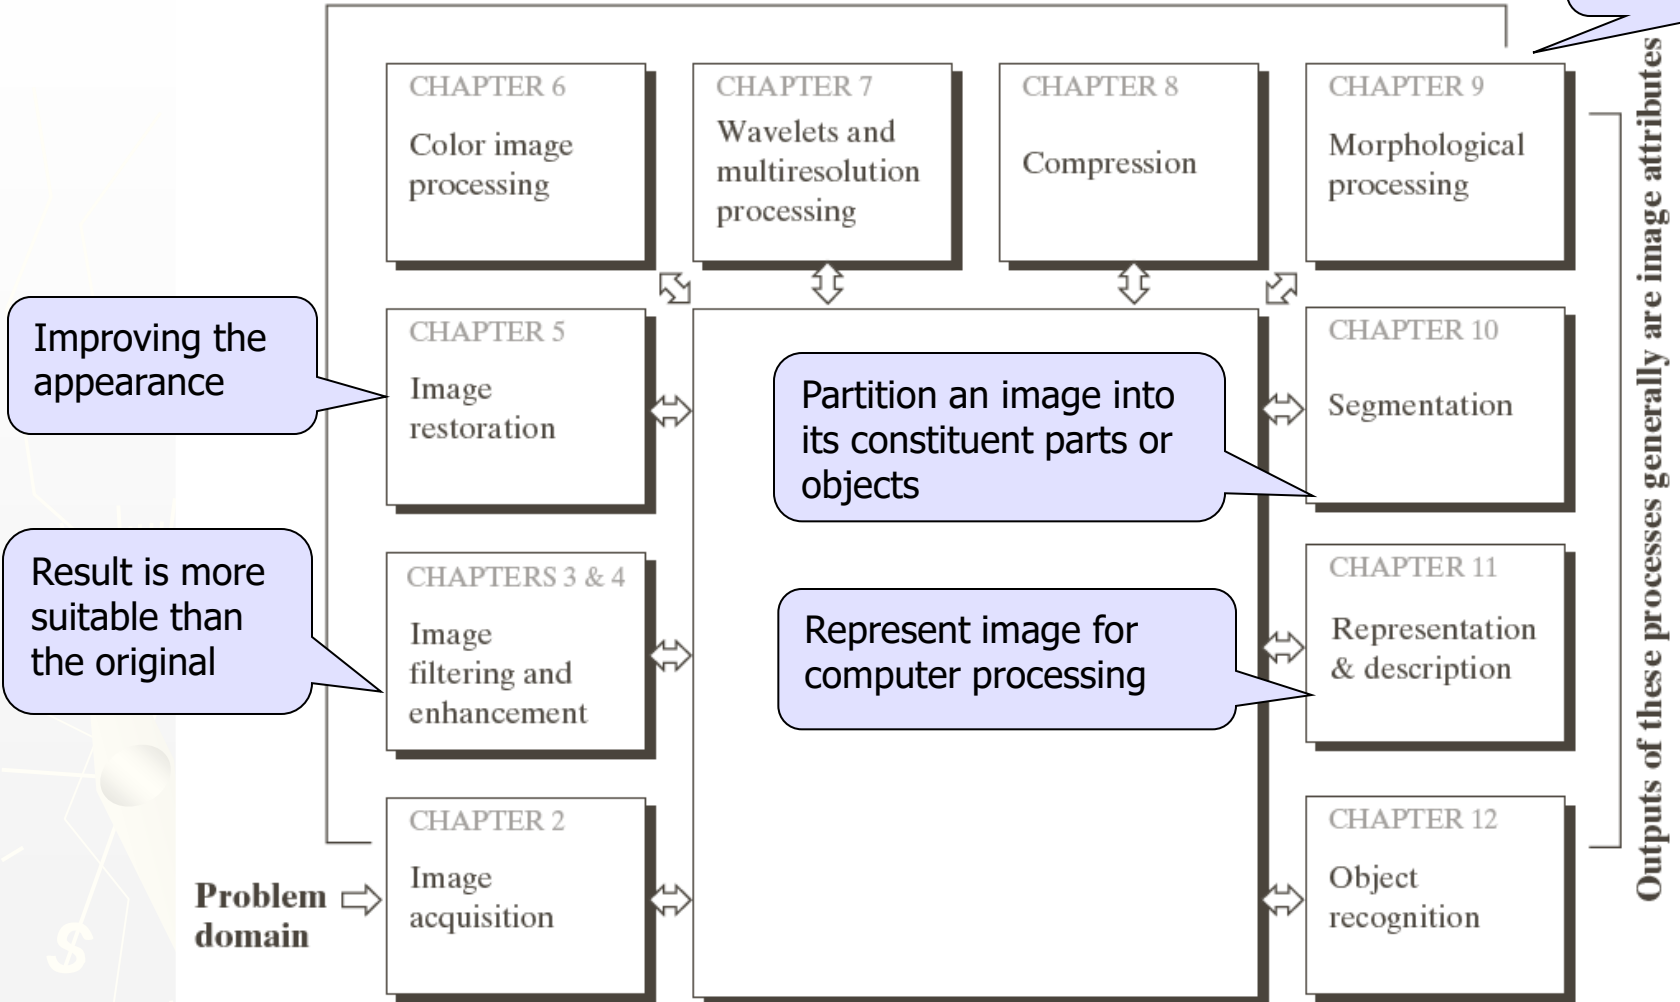 CHAPTER 6
Color image
processing
CHAPTER 7
Wavelets and
multiresolution
processing
CHAPTER 8
Compression
CHAPTER 9
Morphological
processing
Improving the
appearance
CHAPTER 5
Image
restoration
Partition an image into
its constituent parts or
objects
CHAPTER 10
Segmentation
Result is more
suitable than
the original
CHAPTERS 3 & 4
Image
filtering and
enhancement
Represent image for
computer processing
CHAPTER 11
Representation
& description
Problem
domain
CHAPTER 2
Image
acquisition
CHAPTER 12
Object
recognition
Outputs of these processes generally are image attributes
$